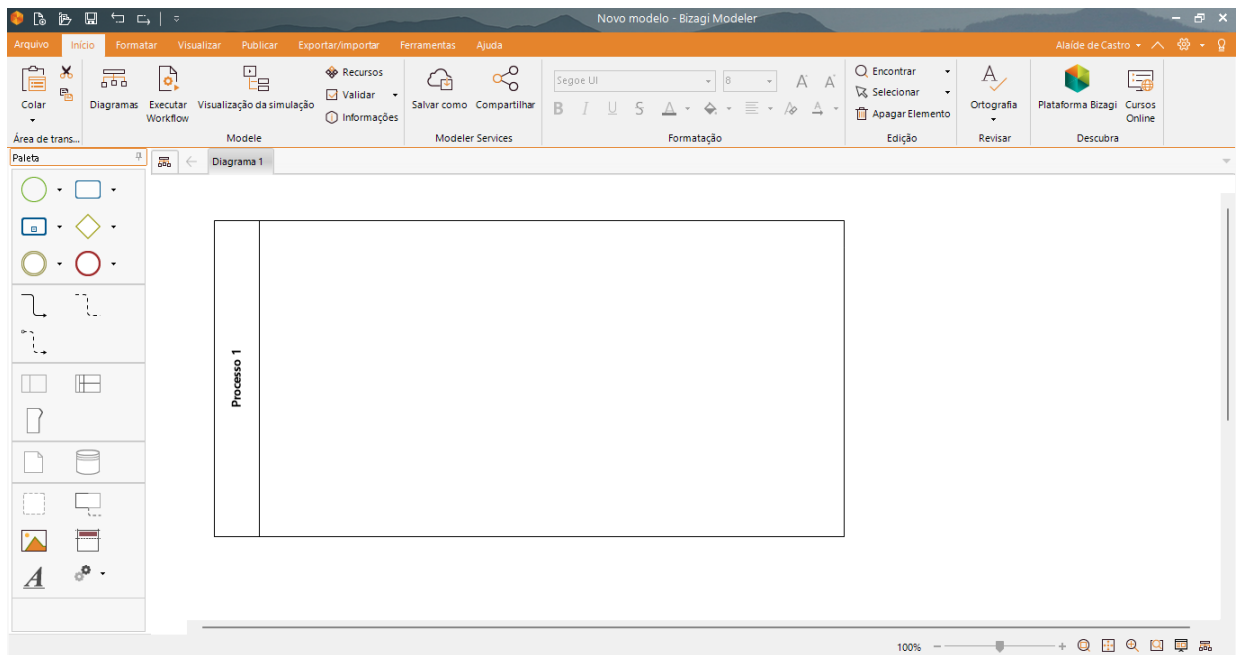 Novo modelo - Bizagi Modeler
Arquivo Início Formatar Visualizar Publicar Exportar/importar Ferramentas Ajuda Alaíde de Castro
Colar
Diagramas
Executar Workflow
Visualização da simulação
Recursos
Validar
Informações
Salvar como
Compartilhar
Segoe UI 8 A A
B I U S A A
Encontrar
Selecionar
Apagar Elemento
A
Ortografia
Plataforma Bizagi
Cursos Online
Área de trans... Modele Modeler Services Formatação Edição Revisar Descubra
Paleta
Diagrama 1
Processo 1
A
100%